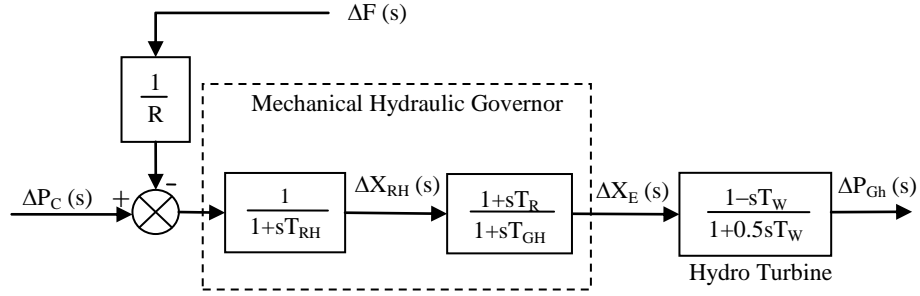 ΔF (s)
1
R
Mechanical Hydraulic Governor
ΔP_C (s)
+
-
1
1+sT_RH
ΔX_RH (s)
1+sT_R
1+sT_GH
ΔX_E (s)
1–sT_W
1+0.5sT_W
ΔP_Gh (s)
Hydro Turbine